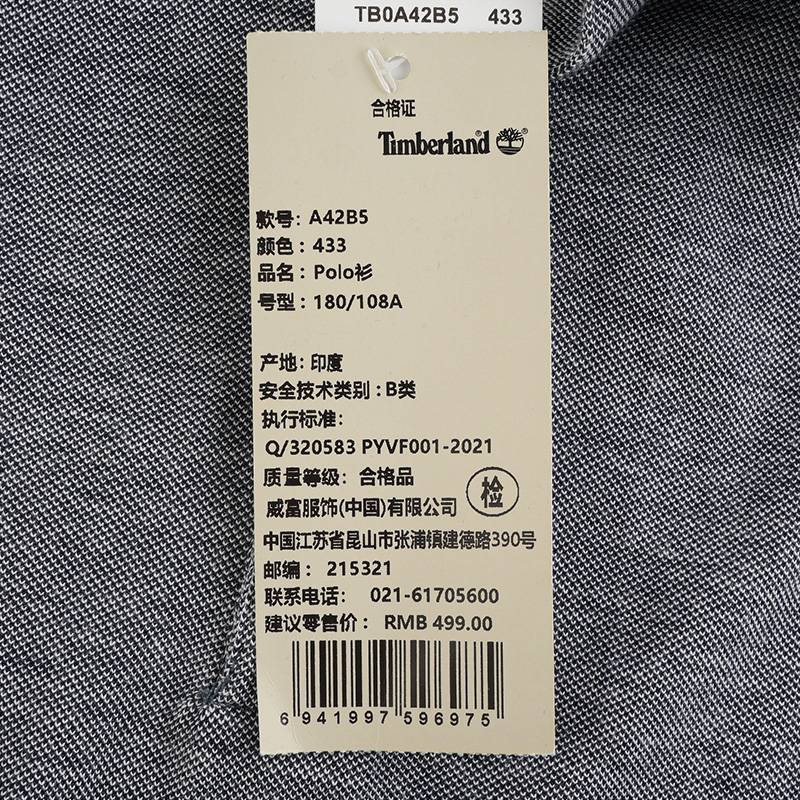 TB0A42B5 433
合格证
Timberland
款号: A42B5
颜色: 433
品名: Polo衫
号型: 180/108A
产地: 印度
安全技术类别: B类
执行标准:
Q/320583 PYVF001-2021
质量等级: 合格品
检
威富服饰(中国)有限公司
中国江苏省昆山市张浦镇建德路390号
邮编: 215321
联系电话: 021-61705600
建议零售价: RMB 499.00
6 941997 596975